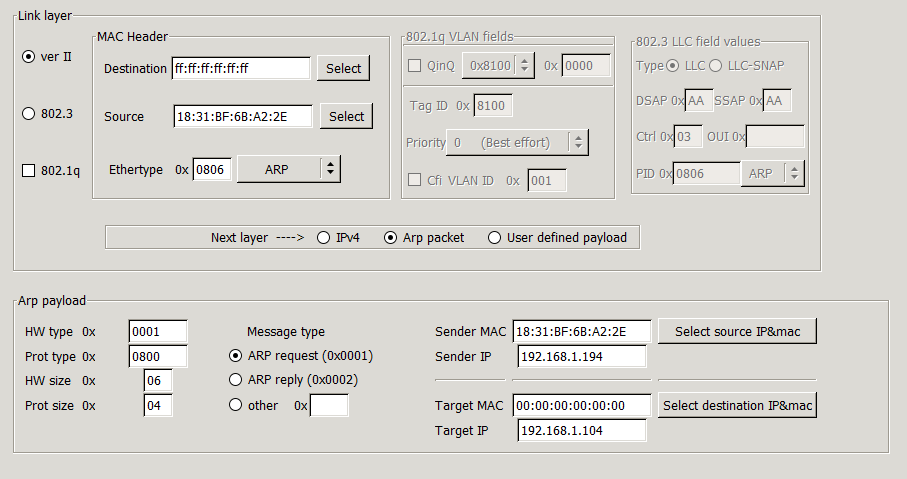 Link layer
ver II
802.3
802.1q
MAC Header
Destination ff:ff:ff:ff:ff:ff Select
Source 18:31:BF:6B:A2:2E Select
Ethertype 0x 0806 ARP
802.1q VLAN fields
QinQ 0x8100 0x 0000
Tag ID 0x 8100
Priority 0 (Best effort)
Cfi VLAN ID 0x 001
802.3 LLC field values
Type LLC LLC-SNAP
DSAP 0x AA SSAP 0x AA
Ctrl 0x 03 OUI 0x
PID 0x 0806 ARP
Next layer ----> IPv4 Arp packet User defined payload
Arp payload
HW type 0x 0001
Prot type 0x 0800
HW size 0x 06
Prot size 0x 04
Message type
ARP request (0x0001)
ARP reply (0x0002)
other 0x
Sender MAC 18:31:BF:6B:A2:2E Select source IP&mac
Sender IP 192.168.1.194
Target MAC 00:00:00:00:00:00 Select destination IP&mac
Target IP 192.168.1.104